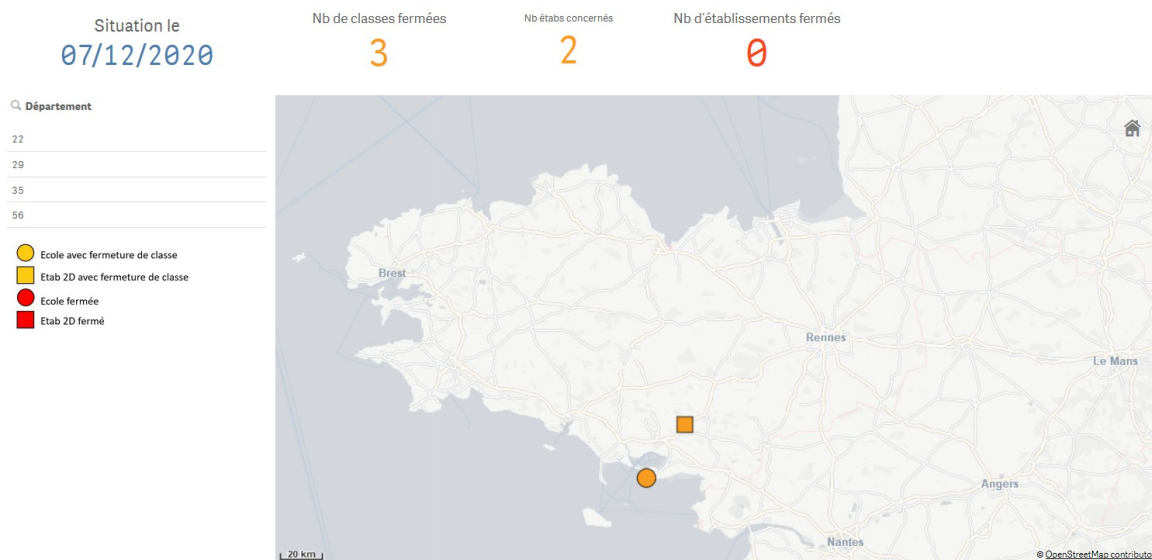 Situation le
07/12/2020
Nb de classes fermées
3
Nb étabs concernés
2
Nb d'établissements fermés
0
Département
22
29
35
56
Ecole avec fermeture de classe
Etab 2D avec fermeture de classe
Ecole fermée
Etab 2D fermé
Brest
Rennes
Le Mans
Angers
Nantes
20 km
© OpenStreetMap contributo